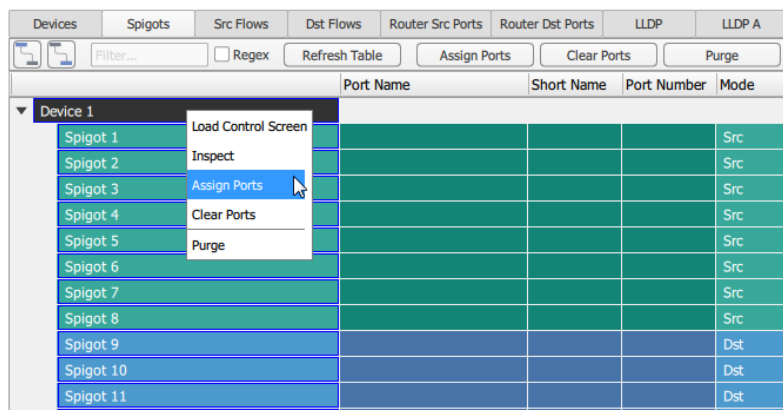 Devices Spigots Src Flows Dst Flows Router Src Ports Router Dst Ports LLDP LLDP A
Filter... Regex Refresh Table Assign Ports Clear Ports Purge
Port Name Short Name Port Number Mode
Device 1
Load Control Screen
Inspect
Assign Ports
Clear Ports
Purge
Spigot 1 Src
Spigot 2 Src
Spigot 3 Src
Spigot 4 Src
Spigot 5 Src
Spigot 6 Src
Spigot 7 Src
Spigot 8 Src
Spigot 9 Dst
Spigot 10 Dst
Spigot 11 Dst